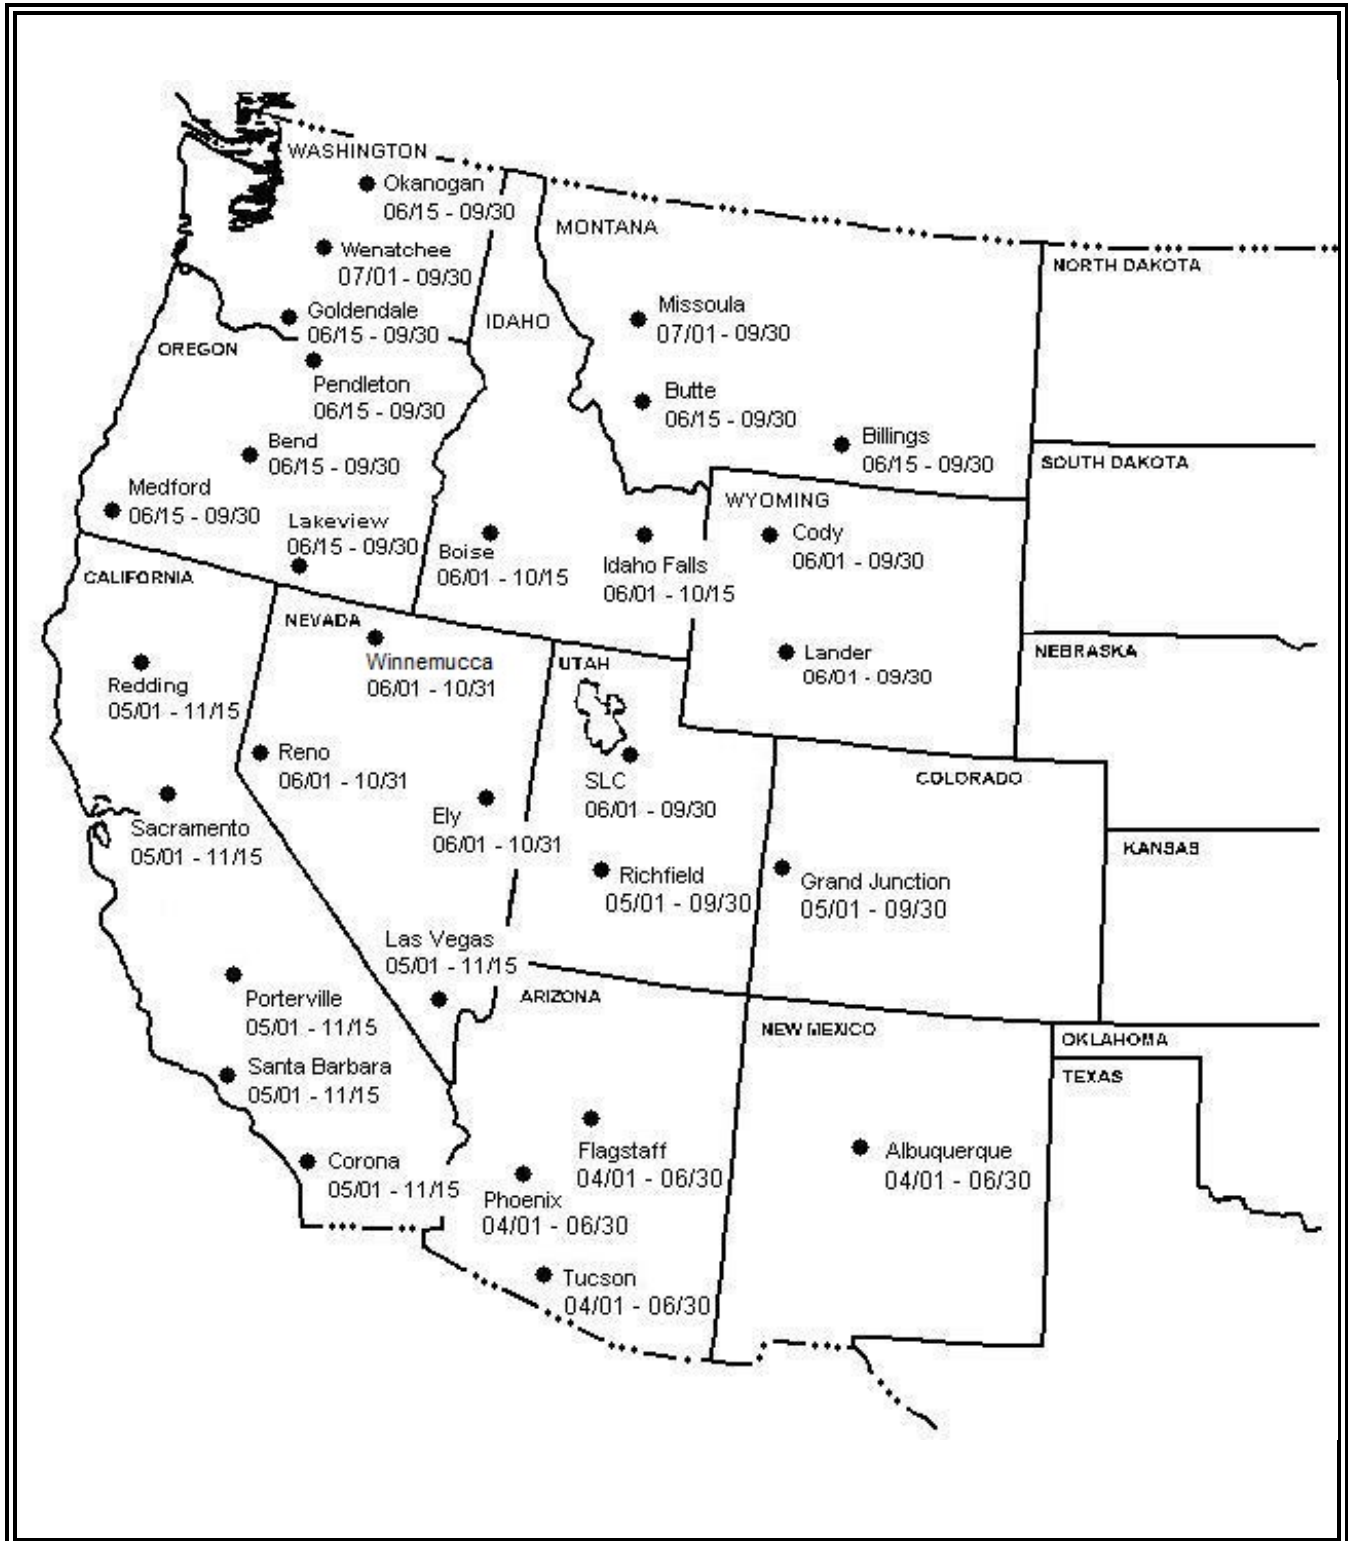 WASHINGTON
Okanogan
06/15 - 09/30
Wenatchee
07/01 - 09/30
Goldendale
06/15 - 09/30
OREGON
Pendleton
06/15 - 09/30
Bend
06/15 - 09/30
Medford
06/15 - 09/30
Lakeview
06/15 - 09/30
IDAHO
Boise
06/01 - 10/15
Idaho Falls
06/01 - 10/15
MONTANA
Missoula
07/01 - 09/30
Butte
06/15 - 09/30
Billings
06/15 - 09/30
NORTH DAKOTA
SOUTH DAKOTA
WYOMING
Cody
06/01 - 09/30
Lander
06/01 - 09/30
NEBRASKA
CALIFORNIA
Redding
05/01 - 11/15
Sacramento
05/01 - 11/15
Porterville
05/01 - 11/15
Santa Barbara
05/01 - 11/15
Corona
05/01 - 11/15
NEVADA
Winnemucca
06/01 - 10/31
Reno
06/01 - 10/31
Ely
06/01 - 10/31
Las Vegas
05/01 - 11/15
UTAH
SLC
06/01 - 09/30
Richfield
05/01 - 09/30
COLORADO
Grand Junction
05/01 - 09/30
KANSAS
ARIZONA
Flagstaff
04/01 - 06/30
Phoenix
04/01 - 06/30
Tucson
04/01 - 06/30
NEW MEXICO
Albuquerque
04/01 - 06/30
OKLAHOMA
TEXAS